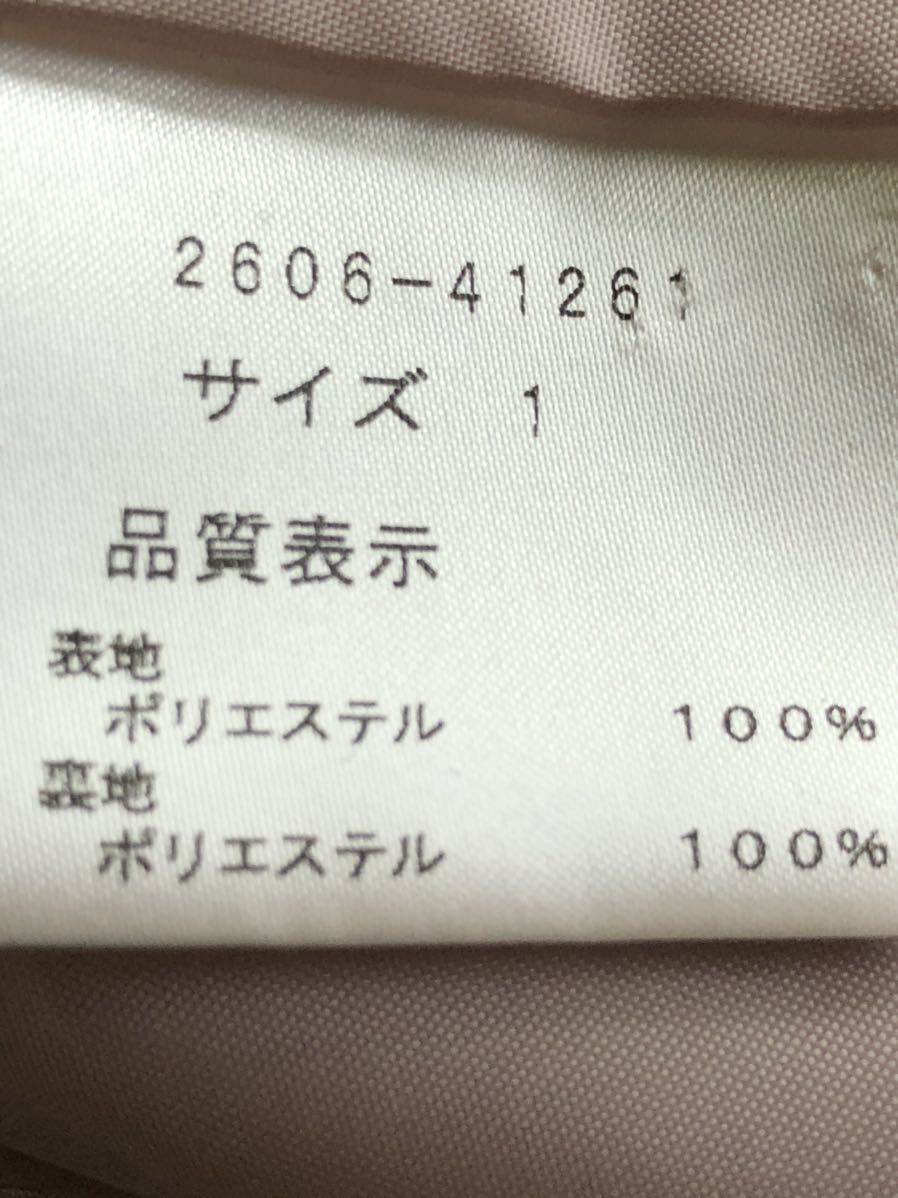 2606-41261
サイズ 1
品質表示
表地
ポリエステル 100%
裏地
ポリエステル 100%